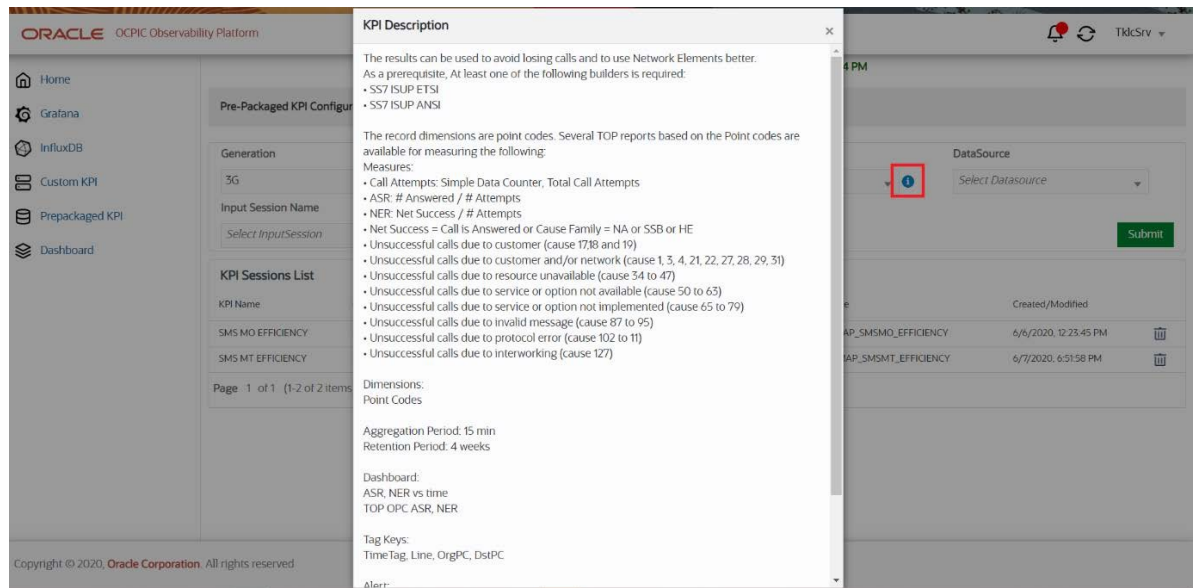 ORACLE OCPIC Observability Platform
TklcSrv
Home
Grafana
InfluxDB
Custom KPI
Prepackaged KPI
Dashboard
4 PM
Pre-Packaged KPI Configur
Generation
3G
DataSource
Select Datasource
Input Session Name
Select InputSession
Submit
KPI Sessions List
KPI Name
Created/Modified
SMS MO EFFICIENCY
AP_SMSMO_EFFICIENCY
6/6/2020, 12:23:45 PM
SMS MT EFFICIENCY
AP_SMSMT_EFFICIENCY
6/7/2020, 6:51:58 PM
Page 1 of 1 (1-2 of 2 items
KPI Description
×
The results can be used to avoid losing calls and to use Network Elements better.
As a prerequisite, At least one of the following builders is required:
• SS7 ISUP ETSI
• SS7 ISUP ANSI
The record dimensions are point codes. Several TOP reports based on the Point codes are
available for measuring the following:
Measures:
• Call Attempts: Simple Data Counter, Total Call Attempts
• ASR: # Answered / # Attempts
• NER: Net Success / # Attempts
• Net Success = Call is Answered or Cause Family = NA or SSB or HE
• Unsuccessful calls due to customer (cause 17,18 and 19)
• Unsuccessful calls due to customer and/or network (cause 1, 3, 4, 21, 22, 27, 28, 29, 31)
• Unsuccessful calls due to resource unavailable (cause 34 to 47)
• Unsuccessful calls due to service or option not available (cause 50 to 63)
• Unsuccessful calls due to service or option not implemented (cause 65 to 79)
• Unsuccessful calls due to invalid message (cause 87 to 95)
• Unsuccessful calls due to protocol error (cause 102 to 11)
• Unsuccessful calls due to interworking (cause 127)
Dimensions:
Point Codes
Aggregation Period: 15 min
Retention Period: 4 weeks
Dashboard:
ASR, NER vs time
TOP OPC ASR, NER
Tag Keys:
TimeTag, Line, OrgPC, DstPC
Alert:
Copyright © 2020, Oracle Corporation. All rights reserved